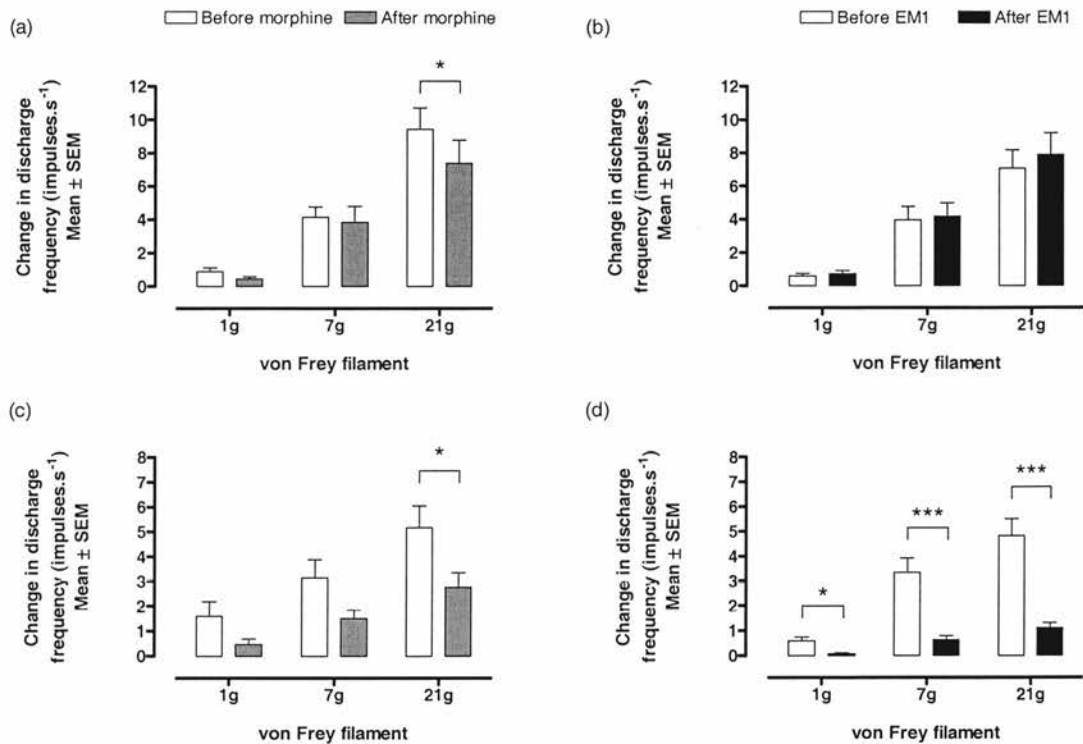 (a)
Before morphine After morphine
Change in discharge
frequency (impulses.s⁻¹)
Mean ± SEM
12
10
8
6
4
2
0
*
1g 7g 21g
von Frey filament
(b)
Before EM1 After EM1
Change in discharge
frequency (impulses.s⁻¹)
Mean ± SEM
12
10
8
6
4
2
0
1g 7g 21g
von Frey filament
(c)
Change in discharge
frequency (impulses.s⁻¹)
Mean ± SEM
8
7
6
5
4
3
2
1
0
*
1g 7g 21g
von Frey filament
(d)
Change in discharge
frequency (impulses.s⁻¹)
Mean ± SEM
8
7
6
5
4
3
2
1
0
* *** ***
1g 7g 21g
von Frey filament